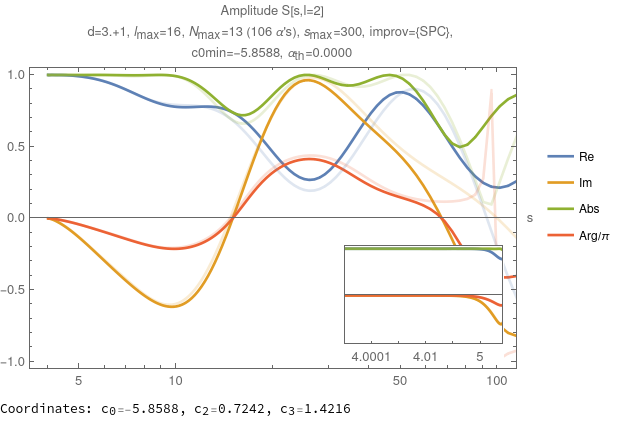 Amplitude S[s,l=2]
d=3.+1, lmax=16, Nmax=13 (106 α's), smax=300, improv={SPC},
c0min=-5.8588, αth=0.0000
1.0
0.5
0.0
-0.5
-1.0
s
5 10 50 100
4.0001 4.01 5
Re
Im
Abs
Arg/π
Coordinates: c0=-5.8588, c2=0.7242, c3=1.4216